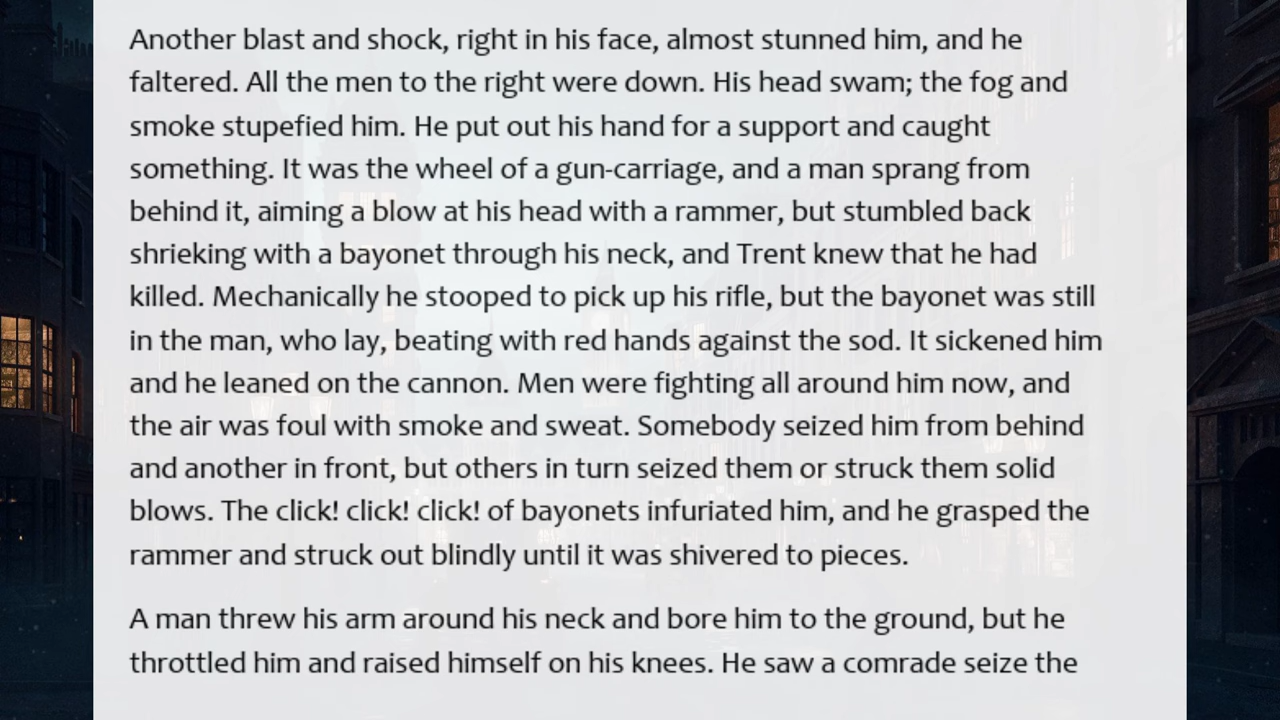 Another blast and shock, right in his face, almost stunned him, and he
faltered. All the men to the right were down. His head swam; the fog and
smoke stupefied him. He put out his hand for a support and caught
something. It was the wheel of a gun-carriage, and a man sprang from
behind it, aiming a blow at his head with a rammer, but stumbled back
shrieking with a bayonet through his neck, and Trent knew that he had
killed. Mechanically he stooped to pick up his rifle, but the bayonet was still
in the man, who lay, beating with red hands against the sod. It sickened him
and he leaned on the cannon. Men were fighting all around him now, and
the air was foul with smoke and sweat. Somebody seized him from behind
and another in front, but others in turn seized them or struck them solid
blows. The click! click! click! of bayonets infuriated him, and he grasped the
rammer and struck out blindly until it was shivered to pieces.
A man threw his arm around his neck and bore him to the ground, but he
throttled him and raised himself on his knees. He saw a comrade seize the